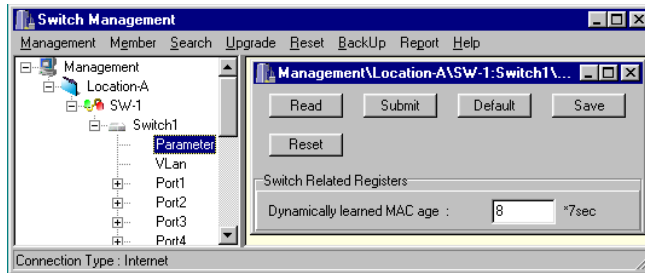 Switch Management
Management Member Search Upgrade Reset BackUp Report Help
Management
Location-A
SW-1
Switch1
Parameter
VLan
Port1
Port2
Port3
Port4
Management\Location-A\SW-1:Switch1\...
Read Submit Default Save
Reset
Switch Related Registers
Dynamically learned MAC age : 8 *7sec
Connection Type : Internet